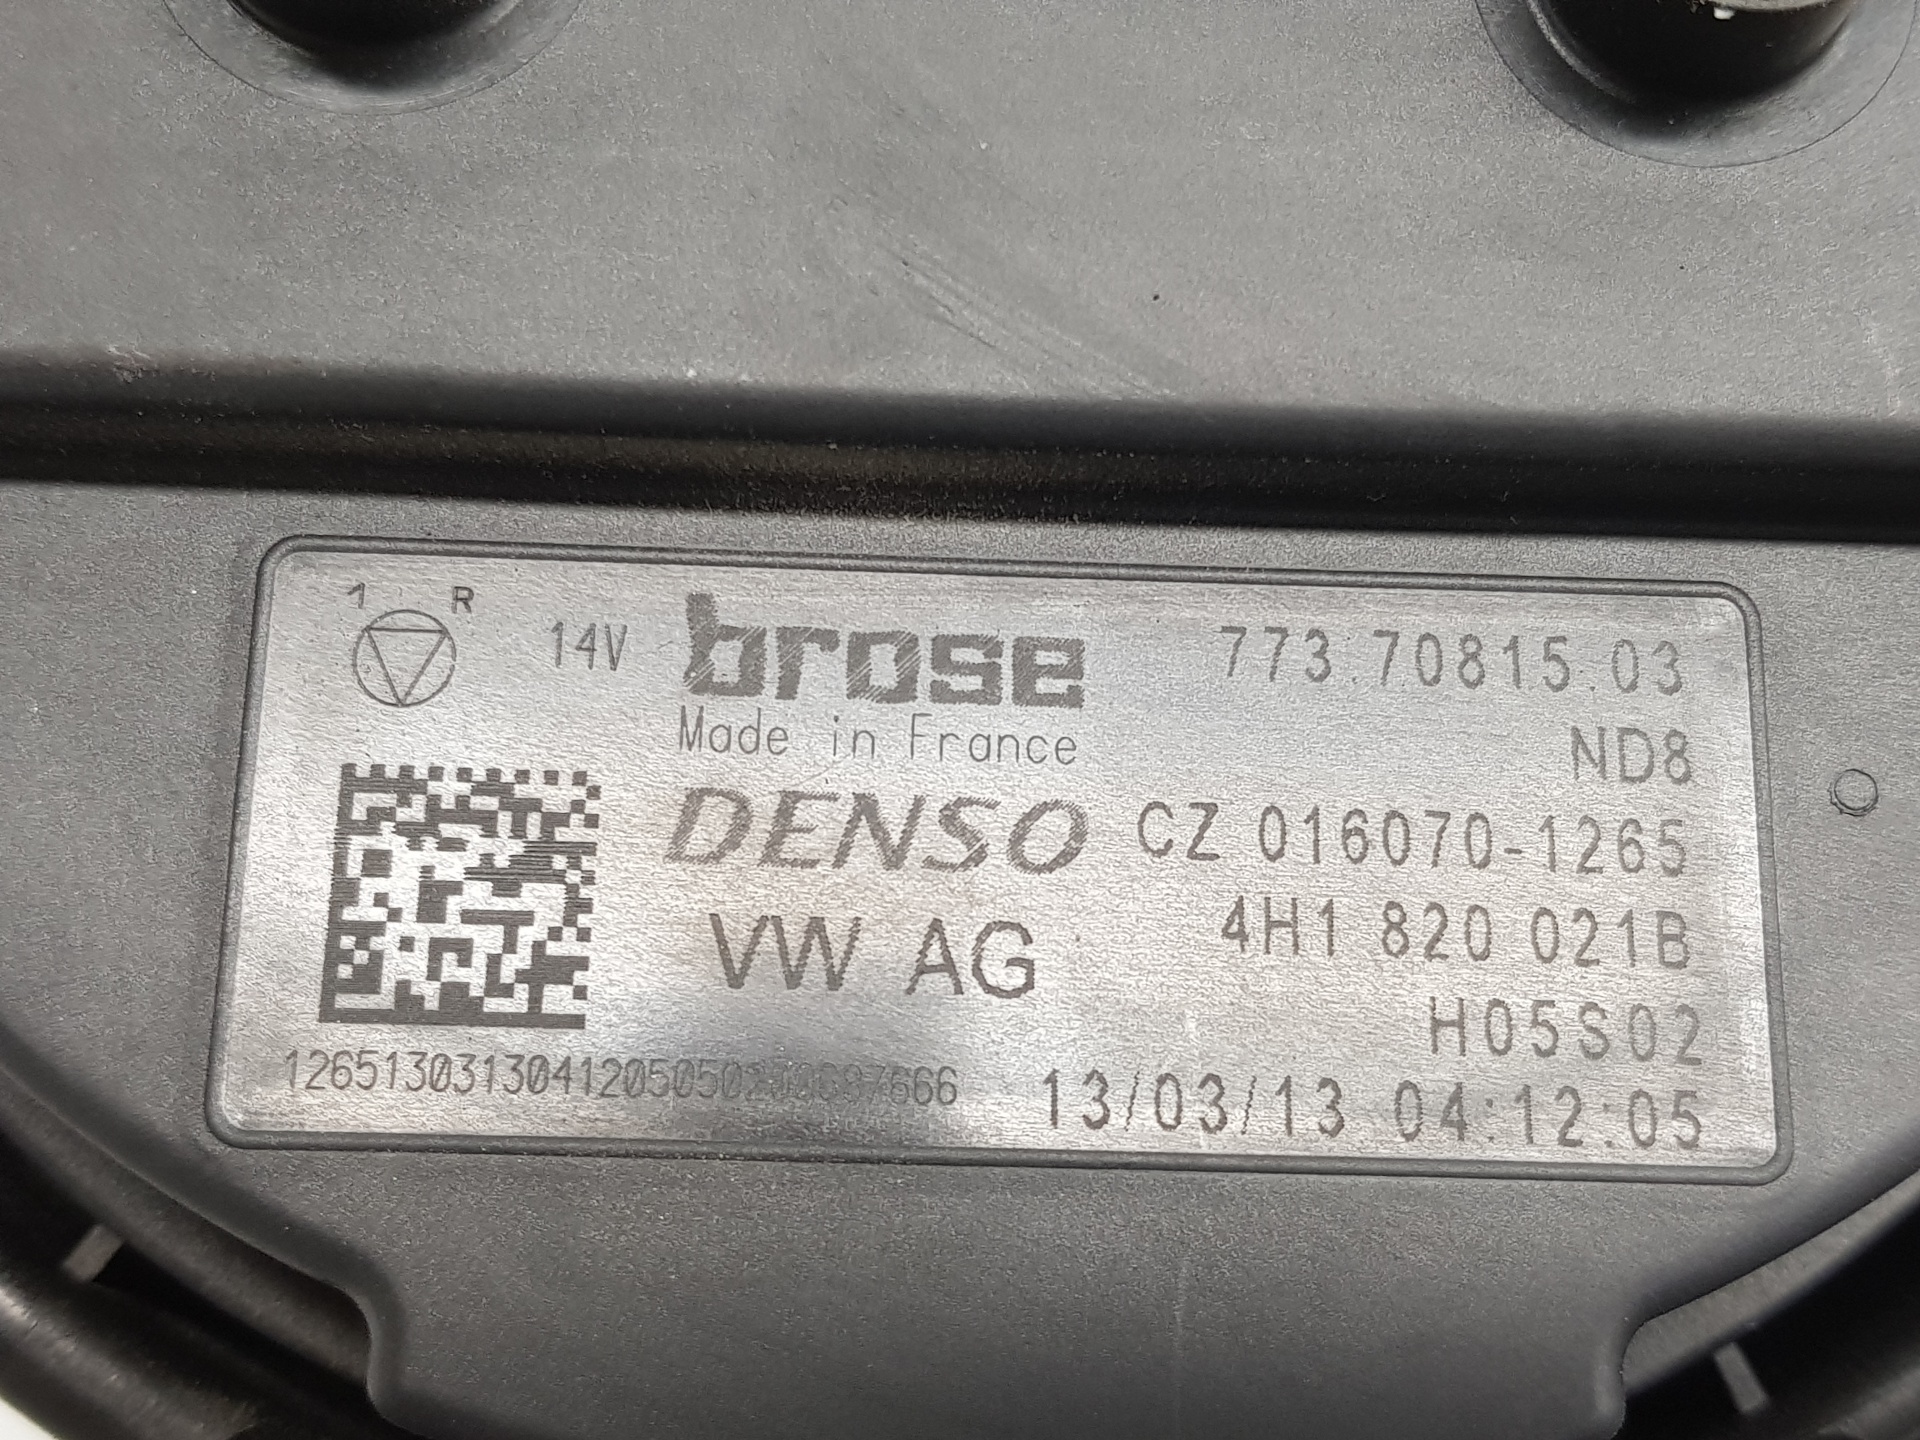 1 R
14V brose 773.70815.03
Made in France ND8
DENSO CZ 016070-1265
VW AG 4H1 820 021B
H05S02
13/03/13 04:12:05